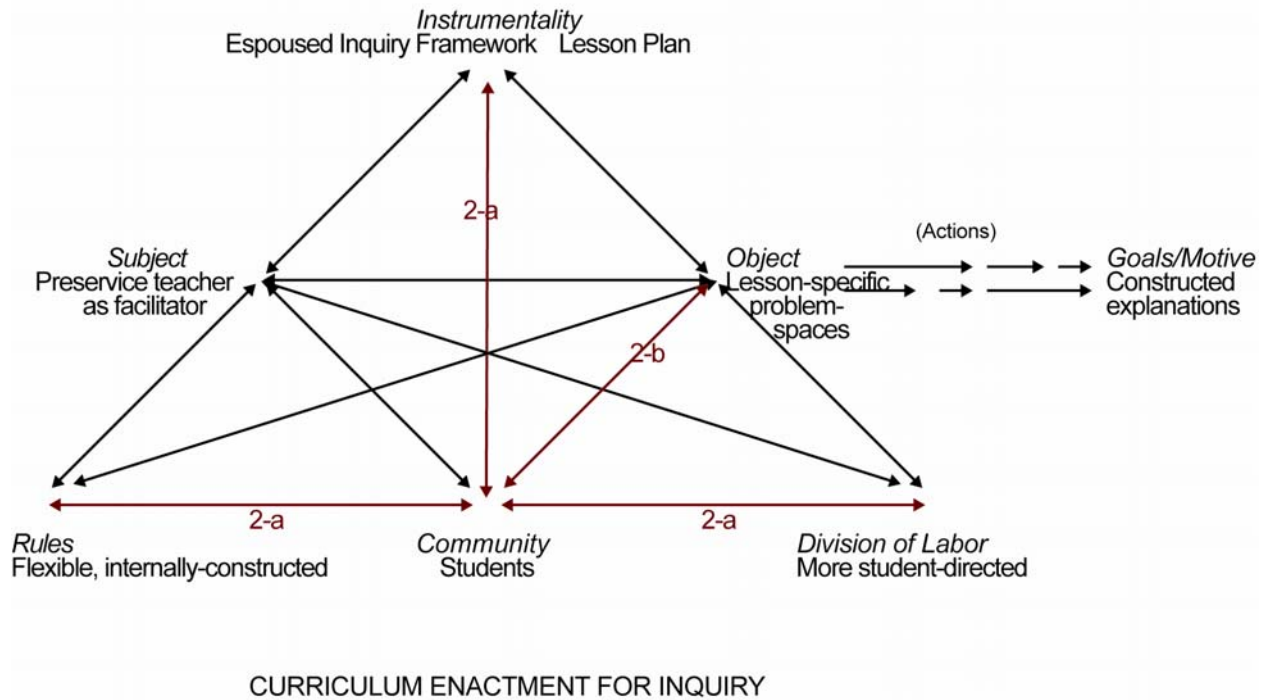 Instrumentality
Espoused Inquiry Framework Lesson Plan
2-a
(Actions)
Subject
Preservice teacher
as facilitator
Object
Lesson-specific
problem-
spaces
Goals/Motive
Constructed
explanations
2-b
2-a
2-a
Rules
Flexible, internally-constructed
Community
Students
Division of Labor
More student-directed
CURRICULUM ENACTMENT FOR INQUIRY